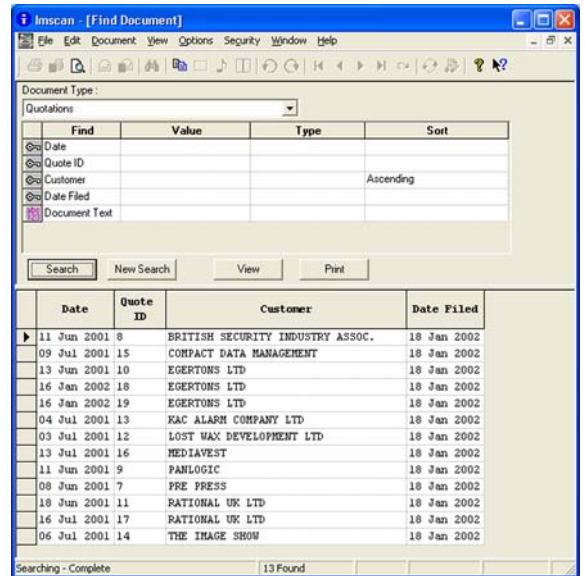 Imscan - [Find Document]
File Edit Document View Options Security Window Help
Document Type :
Quotations
Find Value Type Sort
Date
Quote ID
Customer Ascending
Date Filed
Document Text
Search New Search View Print
Date Quote ID Customer Date Filed
11 Jun 2001 8 BRITISH SECURITY INDUSTRY ASSOC. 18 Jan 2002
09 Jul 2001 15 COMPACT DATA MANAGEMENT 18 Jan 2002
13 Jun 2001 10 EGERTONS LTD 18 Jan 2002
16 Jan 2002 18 EGERTONS LTD 18 Jan 2002
16 Jan 2002 19 EGERTONS LTD 18 Jan 2002
04 Jul 2001 13 KAC ALARM COMPANY LTD 18 Jan 2002
03 Jul 2001 12 LOST WAX DEVELOPMENT LTD 18 Jan 2002
13 Jul 2001 16 MEDIAVEST 18 Jan 2002
11 Jun 2001 9 PANLOGIC 18 Jan 2002
08 Jun 2001 7 PRE PRESS 18 Jan 2002
18 Jun 2001 11 RATIONAL UK LTD 18 Jan 2002
16 Jul 2001 17 RATIONAL UK LTD 18 Jan 2002
06 Jul 2001 14 THE IMAGE SHOW 18 Jan 2002
Searching - Complete 13 Found